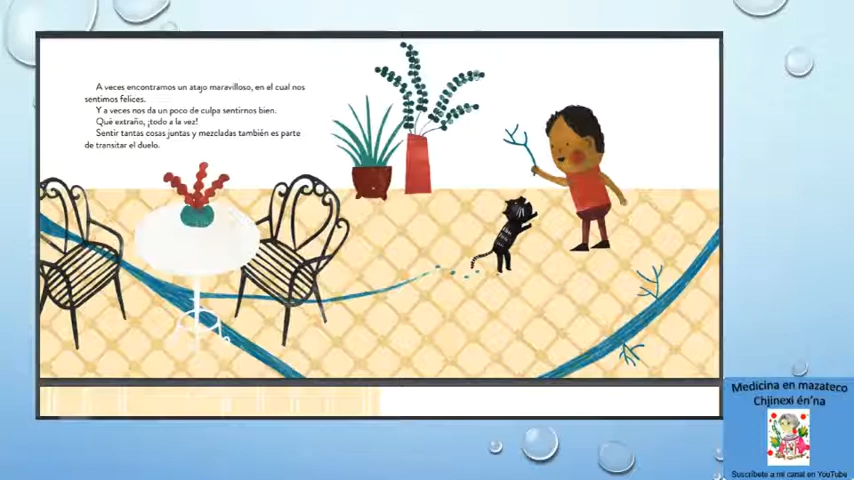 A veces encontramos un atajo maravilloso, en el cual nos
sentimos felices.
Y a veces nos da un poco de culpa sentirnos bien.
Qué extraño, ¡todo a la vez!
Sentir tantas cosas juntas y mezcladas también es parte
de transitar el duelo.
Medicina en mazateco
Chjinexi én'na
Suscríbete a mi canal en YouTube